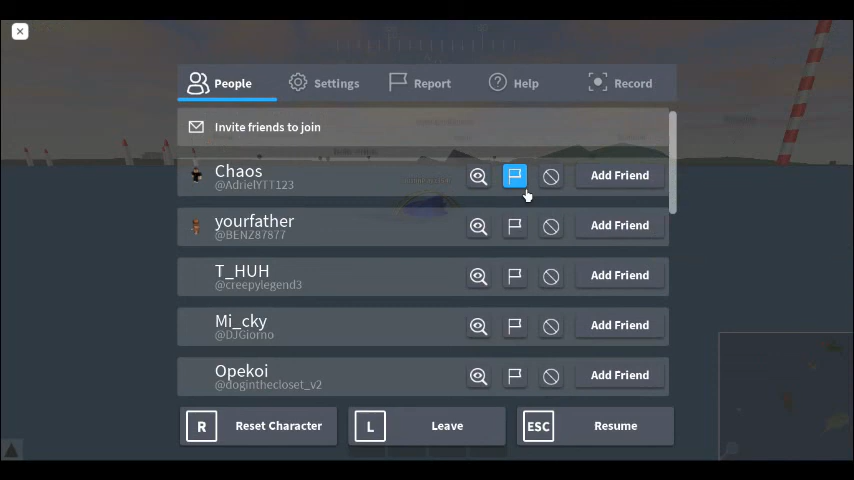 People
Settings
Report
Help
Record
Invite friends to join
Chaos
@AdrielYTT123
Add Friend
yourfather
@BENZ87877
Add Friend
T_HUH
@creepylegend3
Add Friend
Mi_cky
@DJGiorno
Add Friend
Opekoi
@doginthecloset_v2
Add Friend
R Reset Character
L Leave
ESC Resume